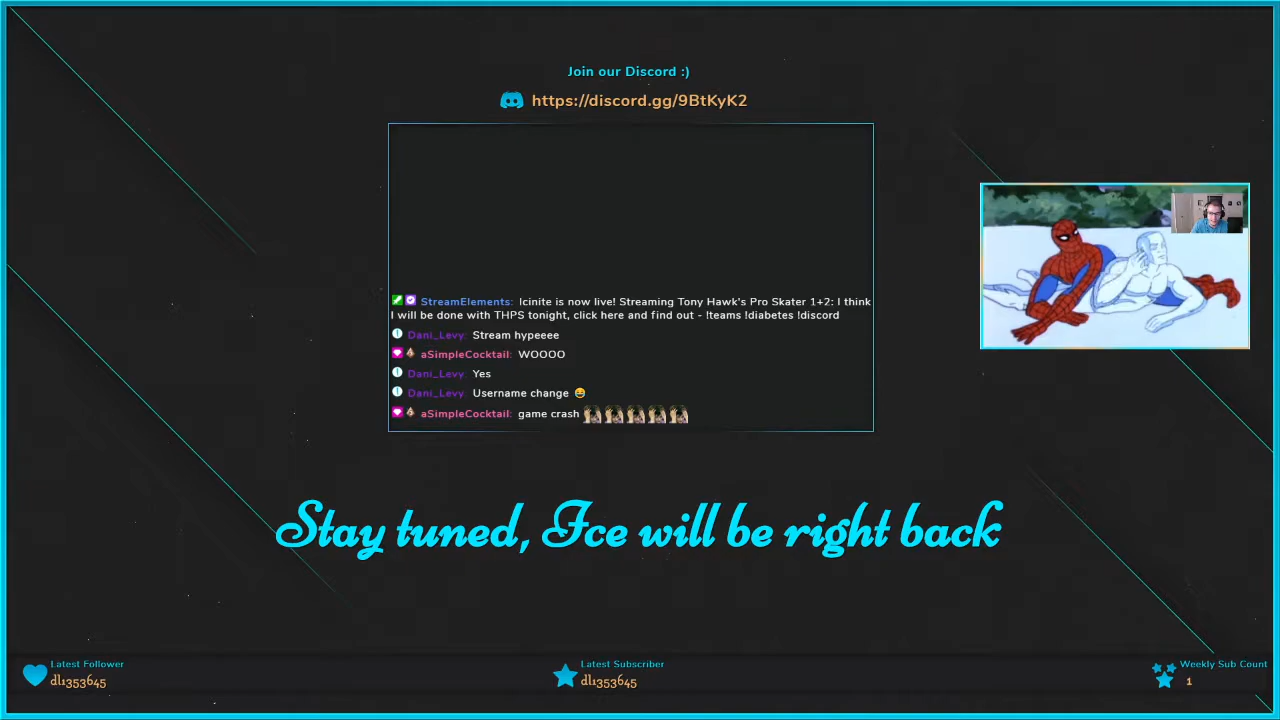 Join our Discord :)
https://discord.gg/9BtKyK2
StreamElements: Icinite is now live! Streaming Tony Hawk's Pro Skater 1+2: I think
I will be done with THPS tonight, click here and find out - !teams !diabetes !discord
Dani_Levy: Stream hypeeee
aSimpleCocktail: WOOOO
Dani_Levy: Yes
Dani_Levy: Username change 😂
aSimpleCocktail: game crash
Stay tuned, Ice will be right back
Latest Follower
dl1353645
Latest Subscriber
dl1353645
Weekly Sub Count
1